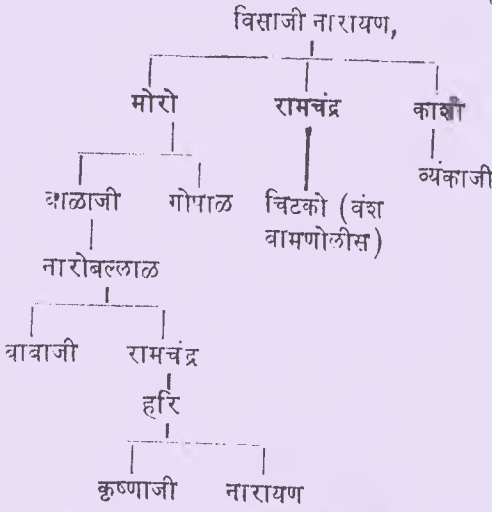 विसाजी नारायण,
मोरो रामचंद्र काशी
व्यंकाजी
बाळाजी गोपाळ चिटको (वंश
वामणोलीस)
नारोबल्लाळ
बाबाजी रामचंद्र
हरि
कृष्णाजी नारायण